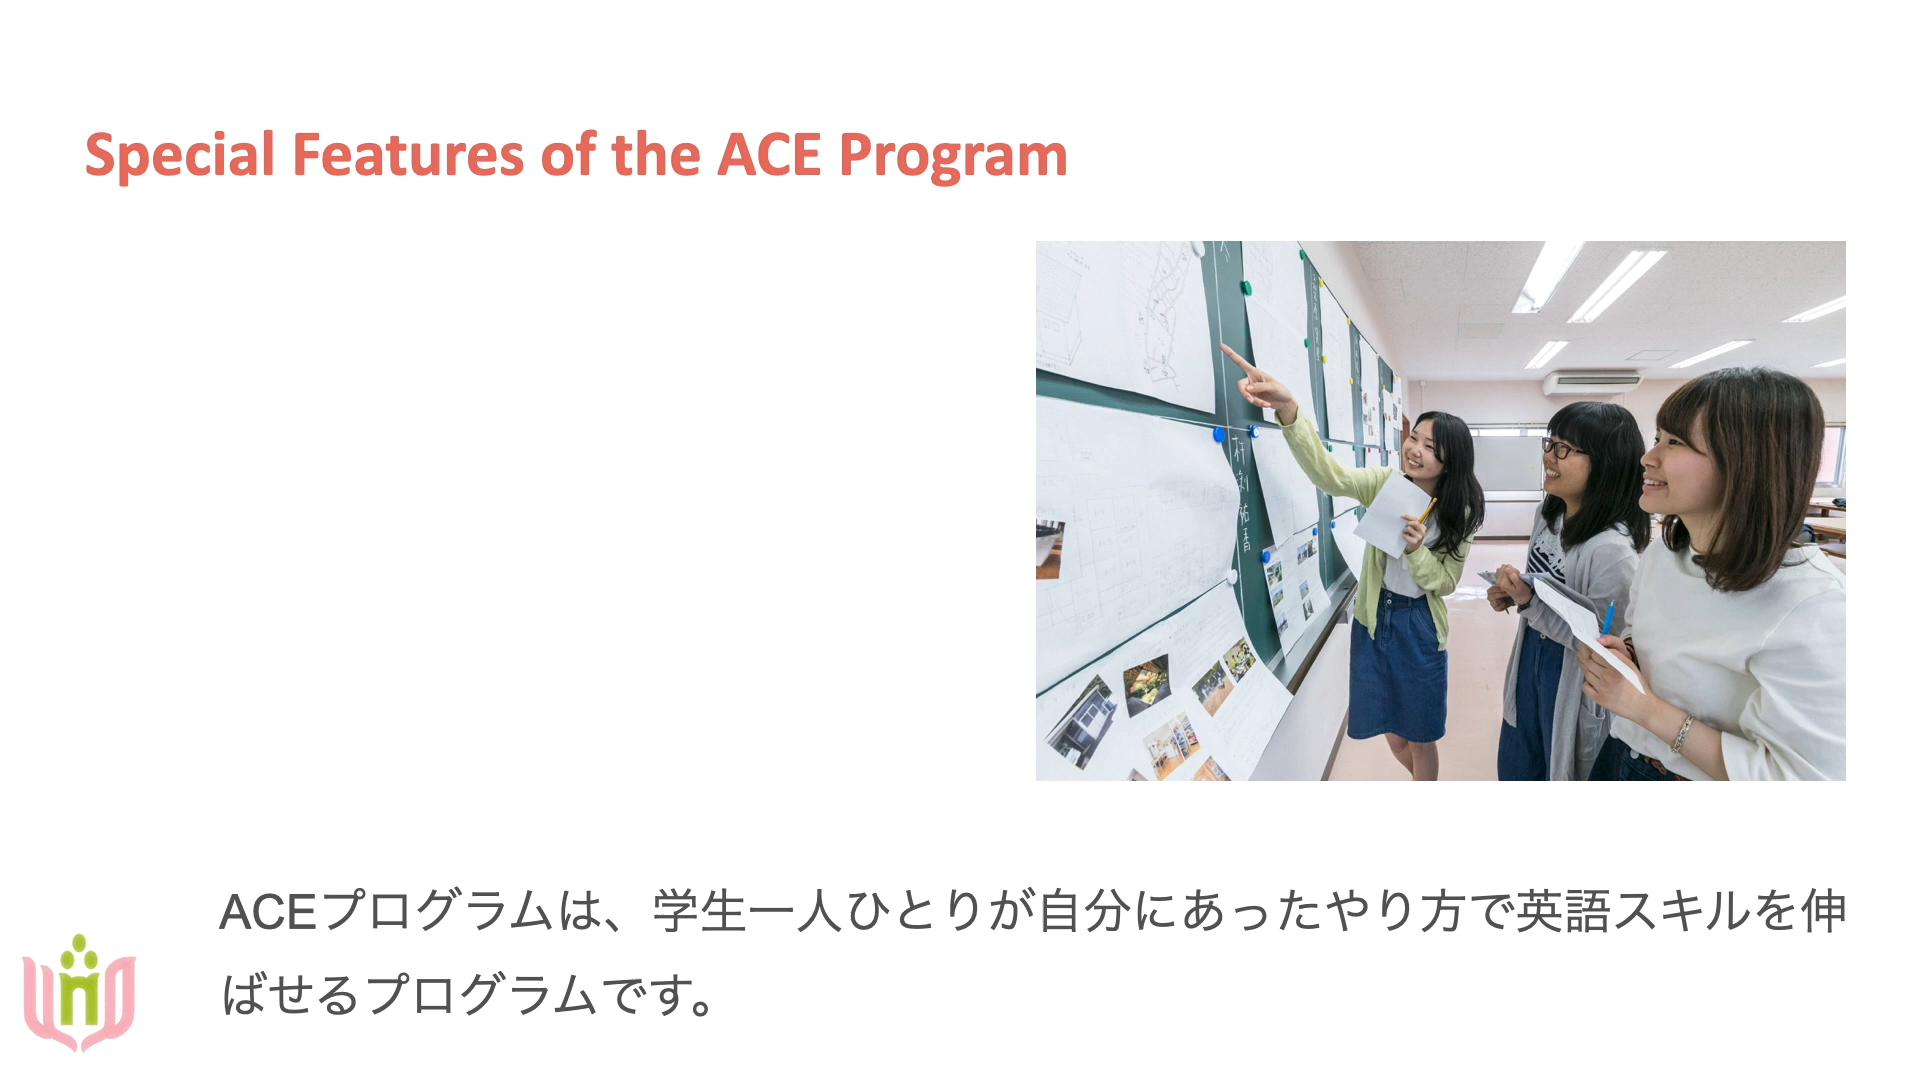 Special Features of the ACE Program
ACEプログラムは、学生一人ひとりが自分にあったやり方で英語スキルを伸
ばせるプログラムです。